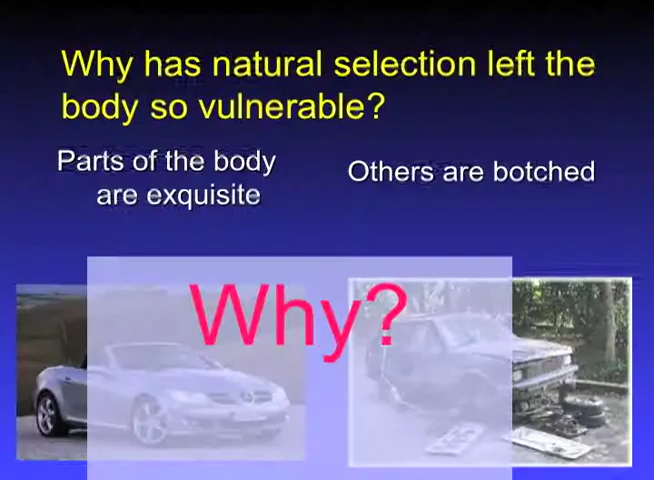 Why has natural selection left the
body so vulnerable?
Parts of the body
are exquisite
Others are botched
Why?